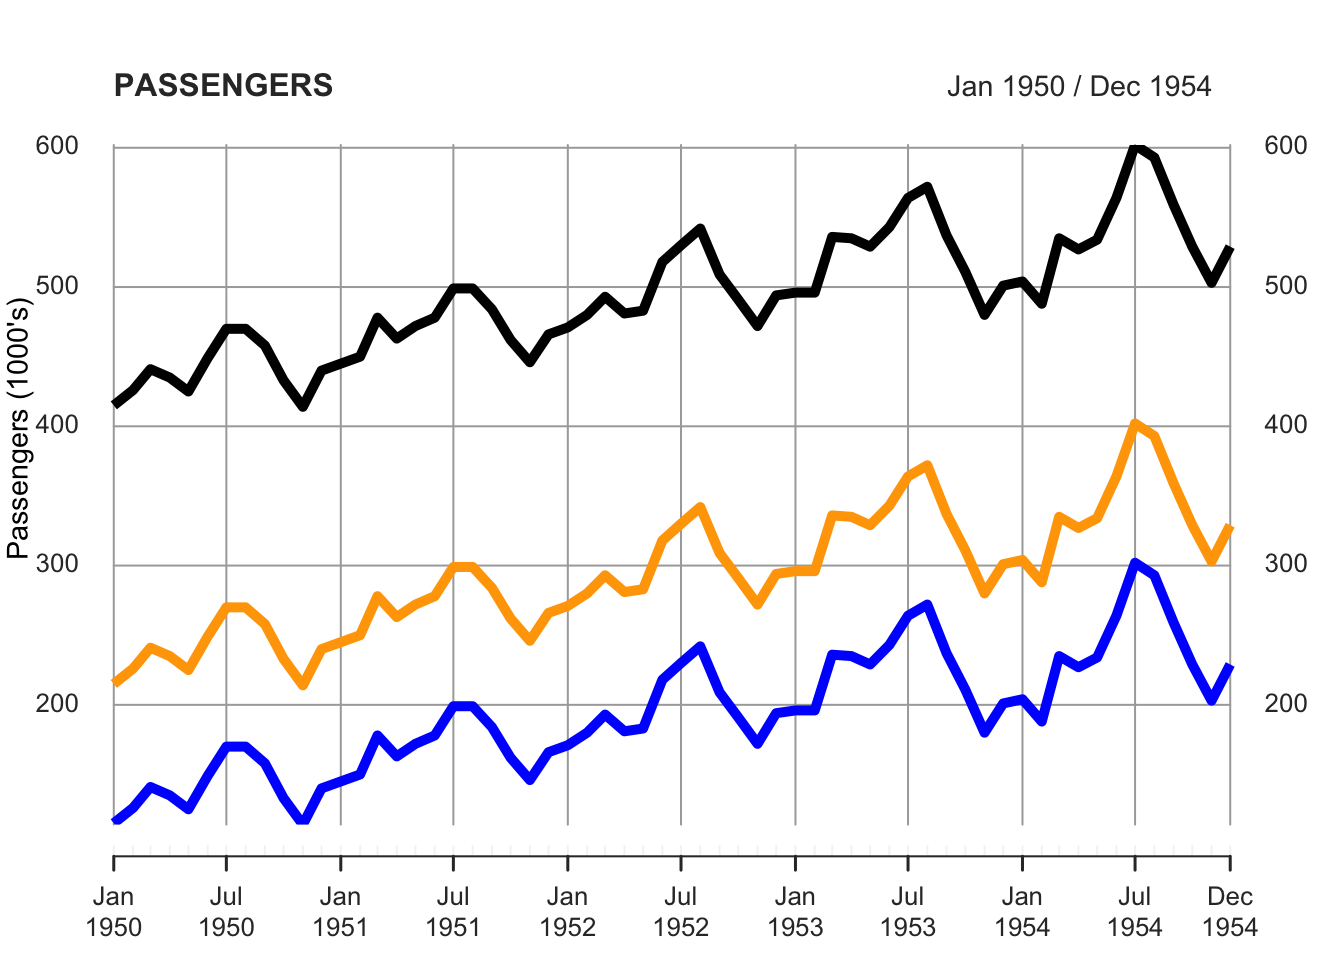 PASSENGERS Jan 1950 / Dec 1954
600 600
500 500
400 400
300 300
200 200
Passengers (1000's)
Jan Jul Jan Jul Jan Jul Jan Jul Jan Jul Dec
1950 1950 1951 1951 1952 1952 1953 1953 1954 1954 1954